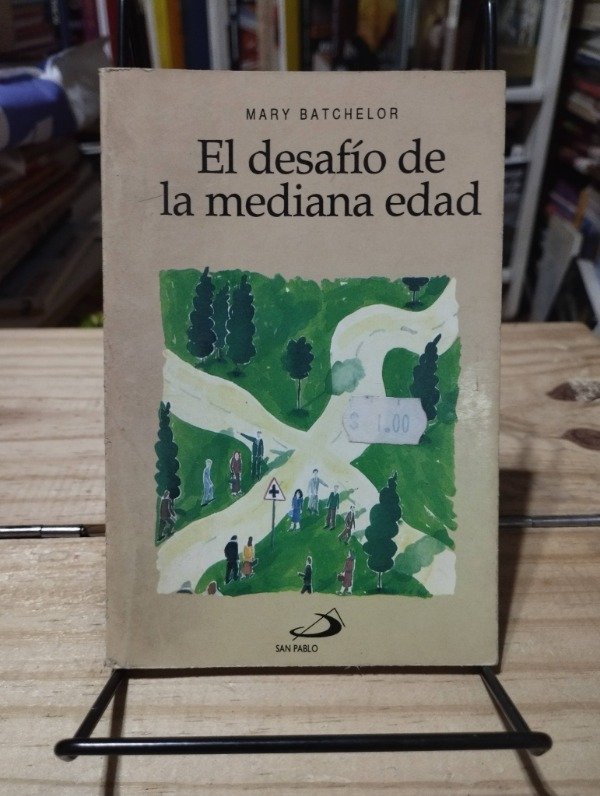 MARY BATCHELOR
El desafío de
la mediana edad
$ 1.00
SAN PABLO